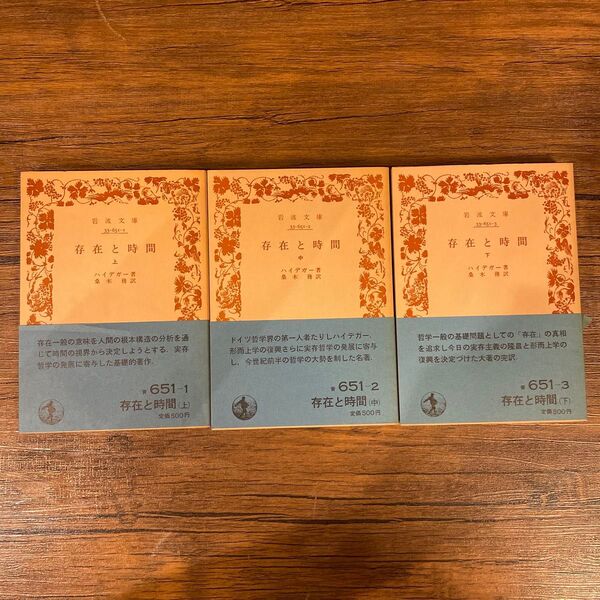 岩波文庫
33-651-1
存在と時間
上
ハイデガー著
桑木務訳
存在一般の意味を人間の根本構造の分析を通
じて時間の視界から決定しようとする、実存
哲学の発展に寄与した基礎的著作。
青 651-1
存在と時間(上)
定価500円
岩波文庫
33-651-2
存在と時間
中
ハイデガー著
桑木務訳
ドイツ哲学界の第一人者たりしハイデガー。
形而上学の復興さらに実存哲学の発展に寄与
し、今世紀前半の哲学の大勢を制した名著。
青 651-2
存在と時間(中)
定価500円
岩波文庫
33-651-3
存在と時間
下
ハイデガー著
桑木務訳
哲学一般の基礎問題としての「存在」の真相
を追求し今日の実存主義の隆昌と形而上学の
復興を決定づけた大著の完訳。
青 651-3
存在と時間(下)
定価500円